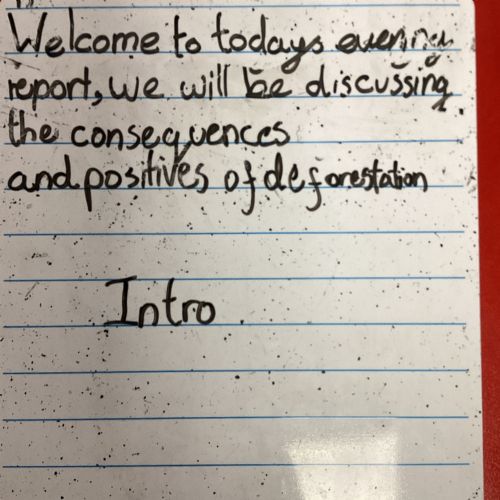 Welcome to todays evening
report, we will be discussing
the consequences
and positives of deforestation
Intro